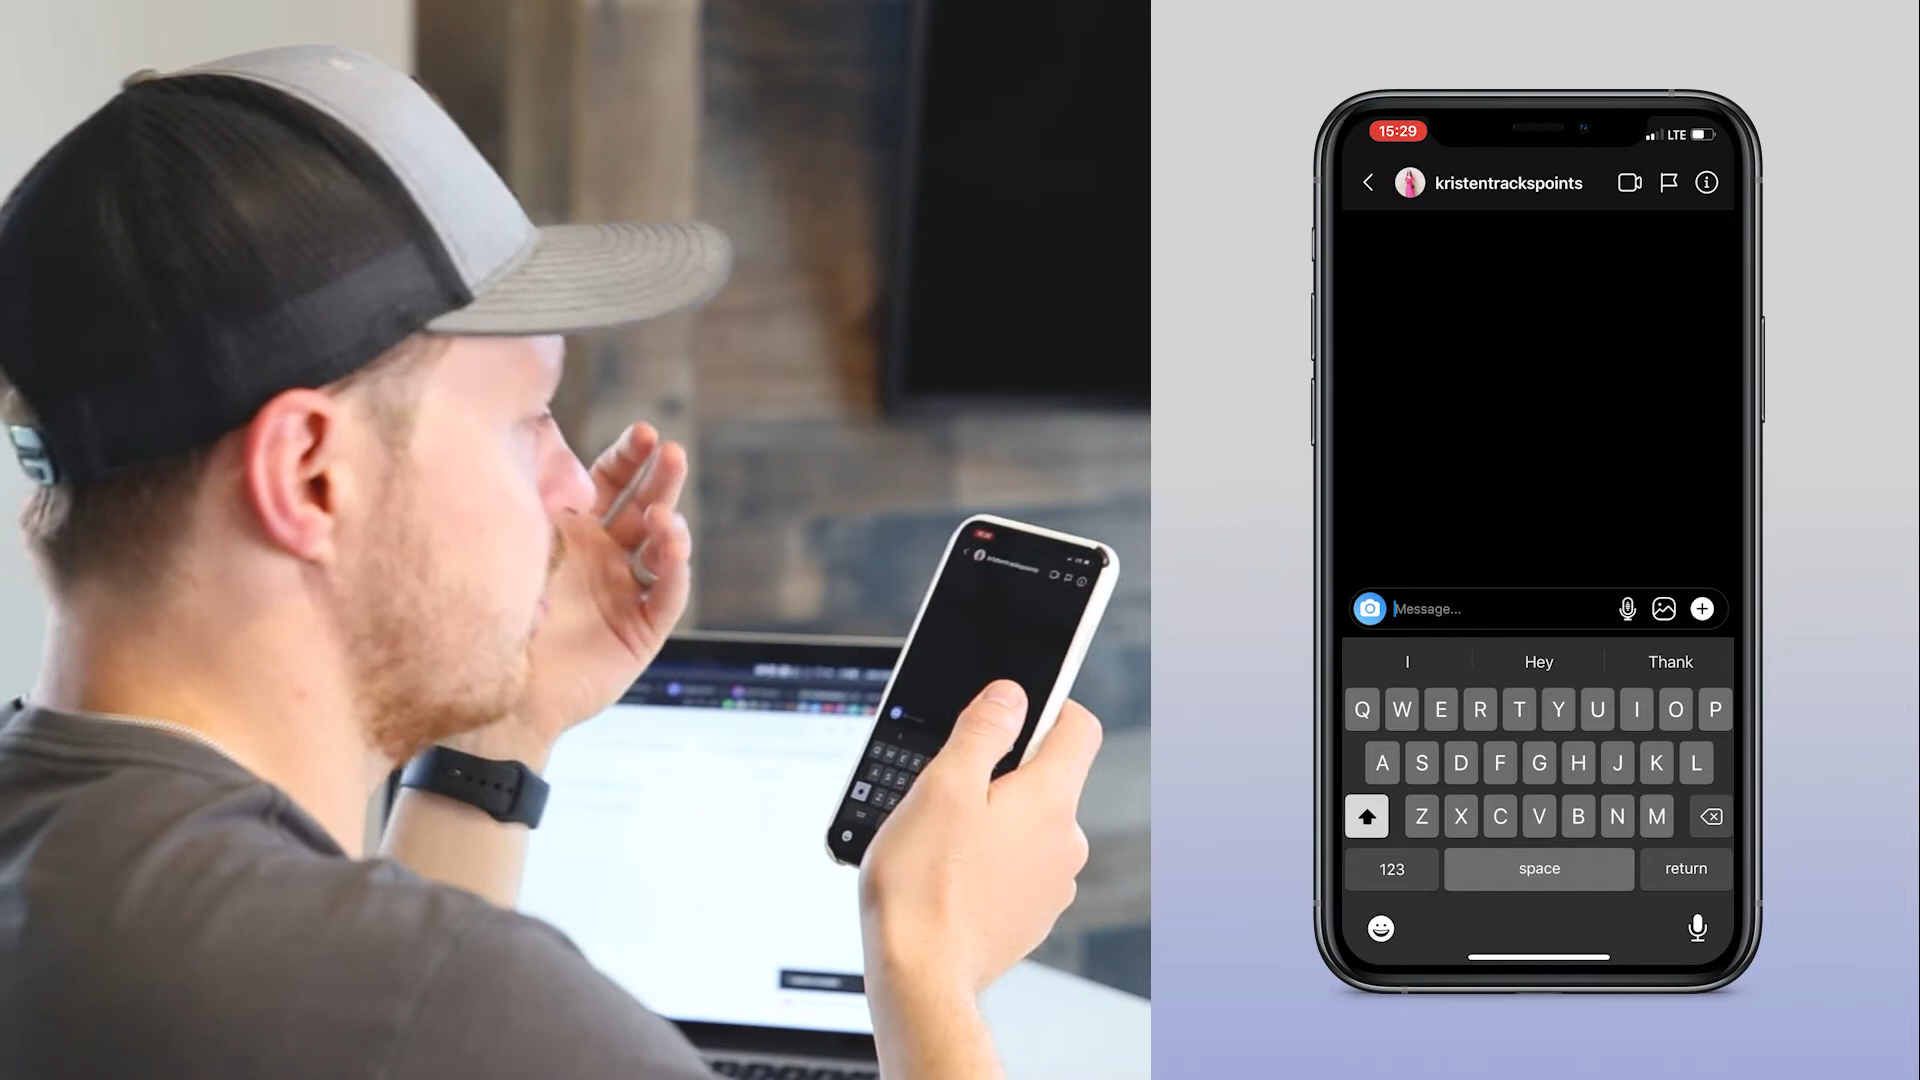 15:29
LTE
kristentrackspoints
Message...
I Hey Thank
Q W E R T Y U I O P
A S D F G H J K L
Z X C V B N M
123 space return